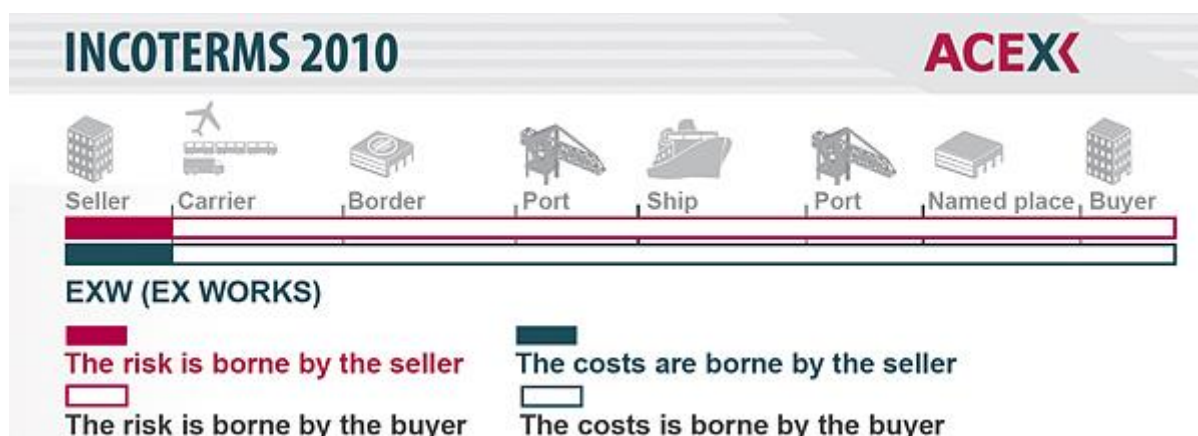 INCOTERMS 2010 ACEX
Seller Carrier Border Port Ship Port Named place Buyer
EXW (EX WORKS)
The risk is borne by the seller The costs are borne by the seller
The risk is borne by the buyer The costs is borne by the buyer